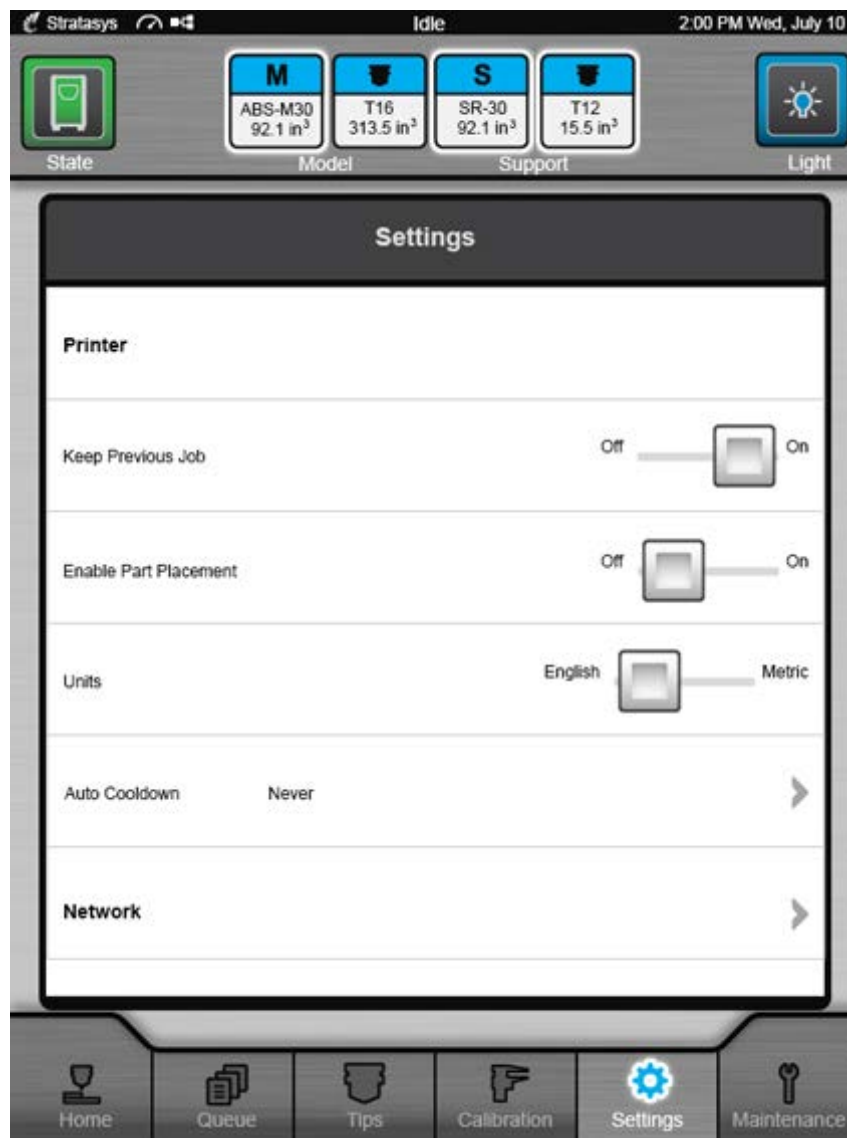 Stratasys Idle 2:00 PM Wed, July 10
M S
ABS-M30 T16 SR-30 T12
92.1 in³ 313.5 in³ 92.1 in³ 15.5 in³
State Model Support Light
Settings
Printer
Keep Previous Job Off On
Enable Part Placement Off On
Units English Metric
Auto Cooldown Never
Network
Home Queue Tips Calibration Settings Maintenance